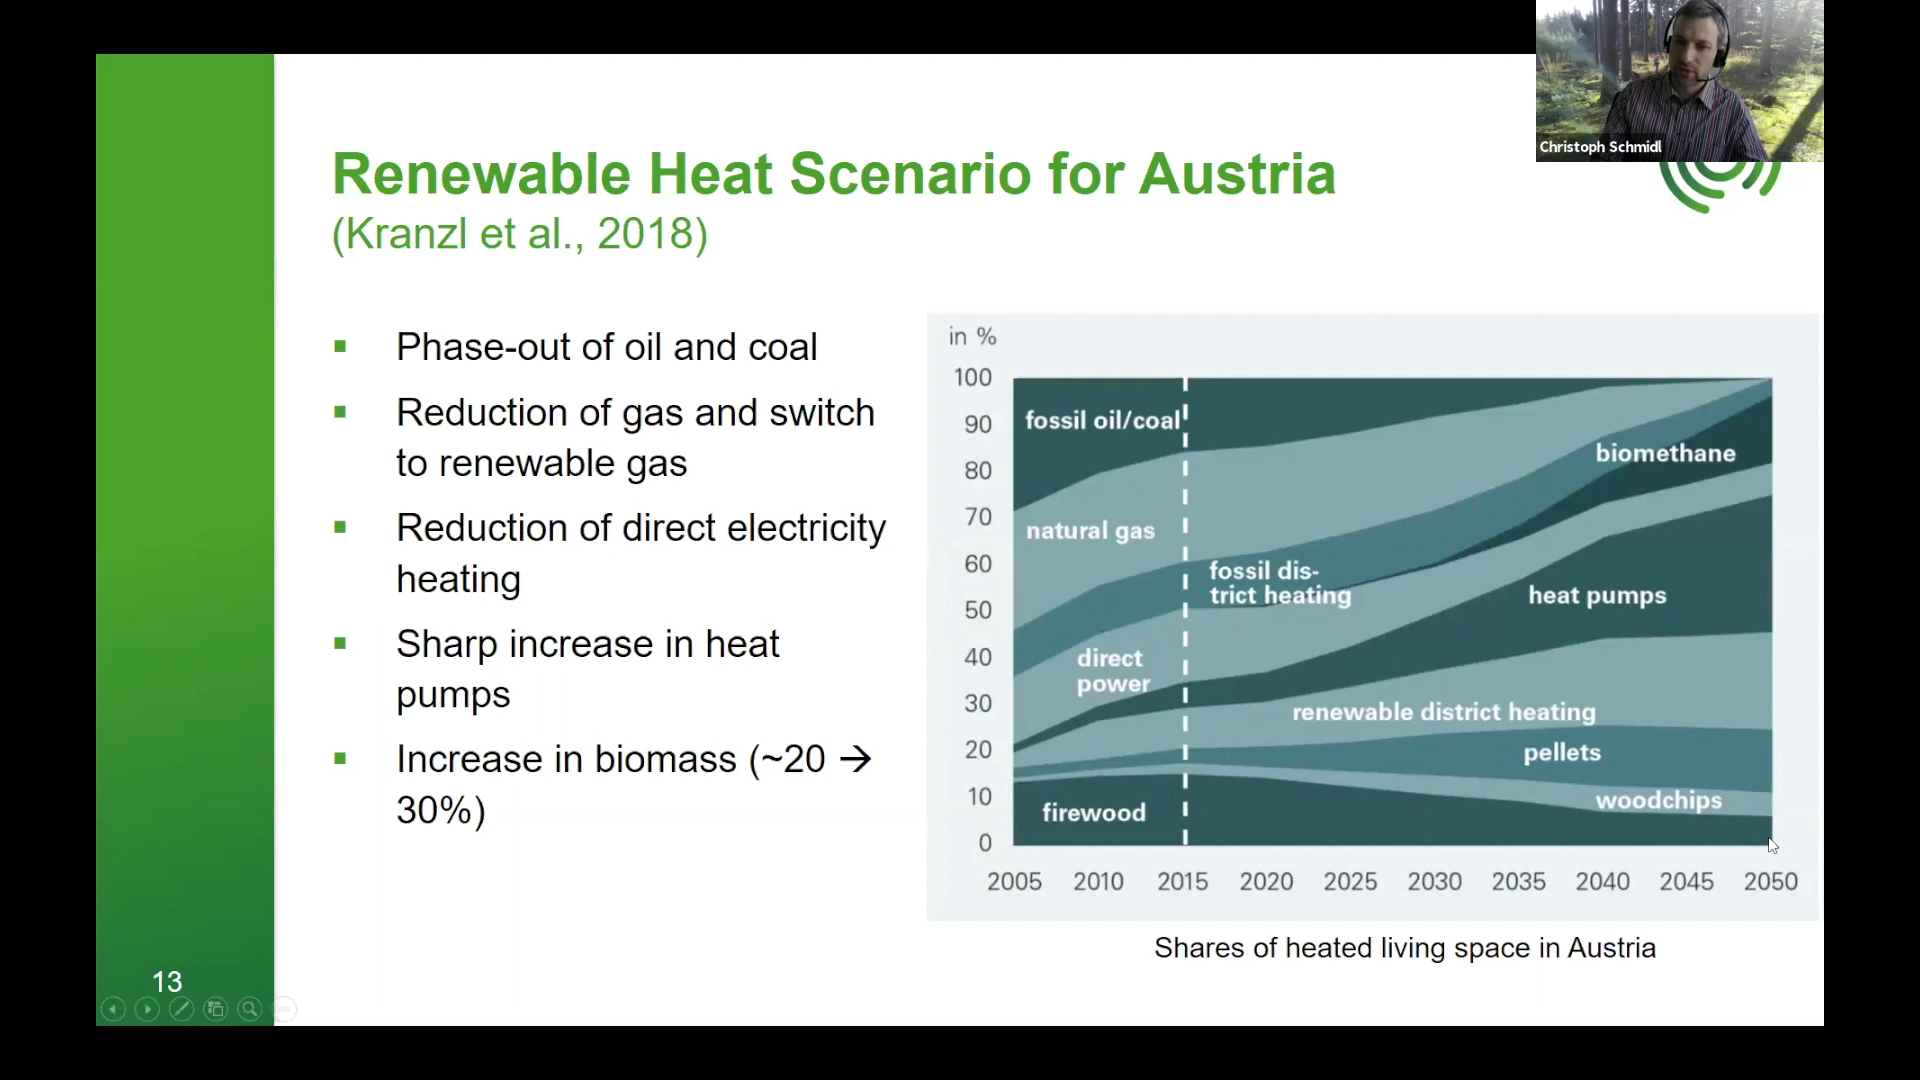 Christoph Schmidl
Renewable Heat Scenario for Austria
(Kranzl et al., 2018)
▪ Phase-out of oil and coal
▪ Reduction of gas and switch
to renewable gas
▪ Reduction of direct electricity
heating
▪ Sharp increase in heat
pumps
▪ Increase in biomass (~20 →
30%)
in %
100
90
80
70
60
50
40
30
20
10
0
fossil oil/coal
natural gas
fossil dis-
trict heating
biomethane
direct
power
heat pumps
renewable district heating
pellets
woodchips
firewood
2005 2010 2015 2020 2025 2030 2035 2040 2045 2050
Shares of heated living space in Austria
13